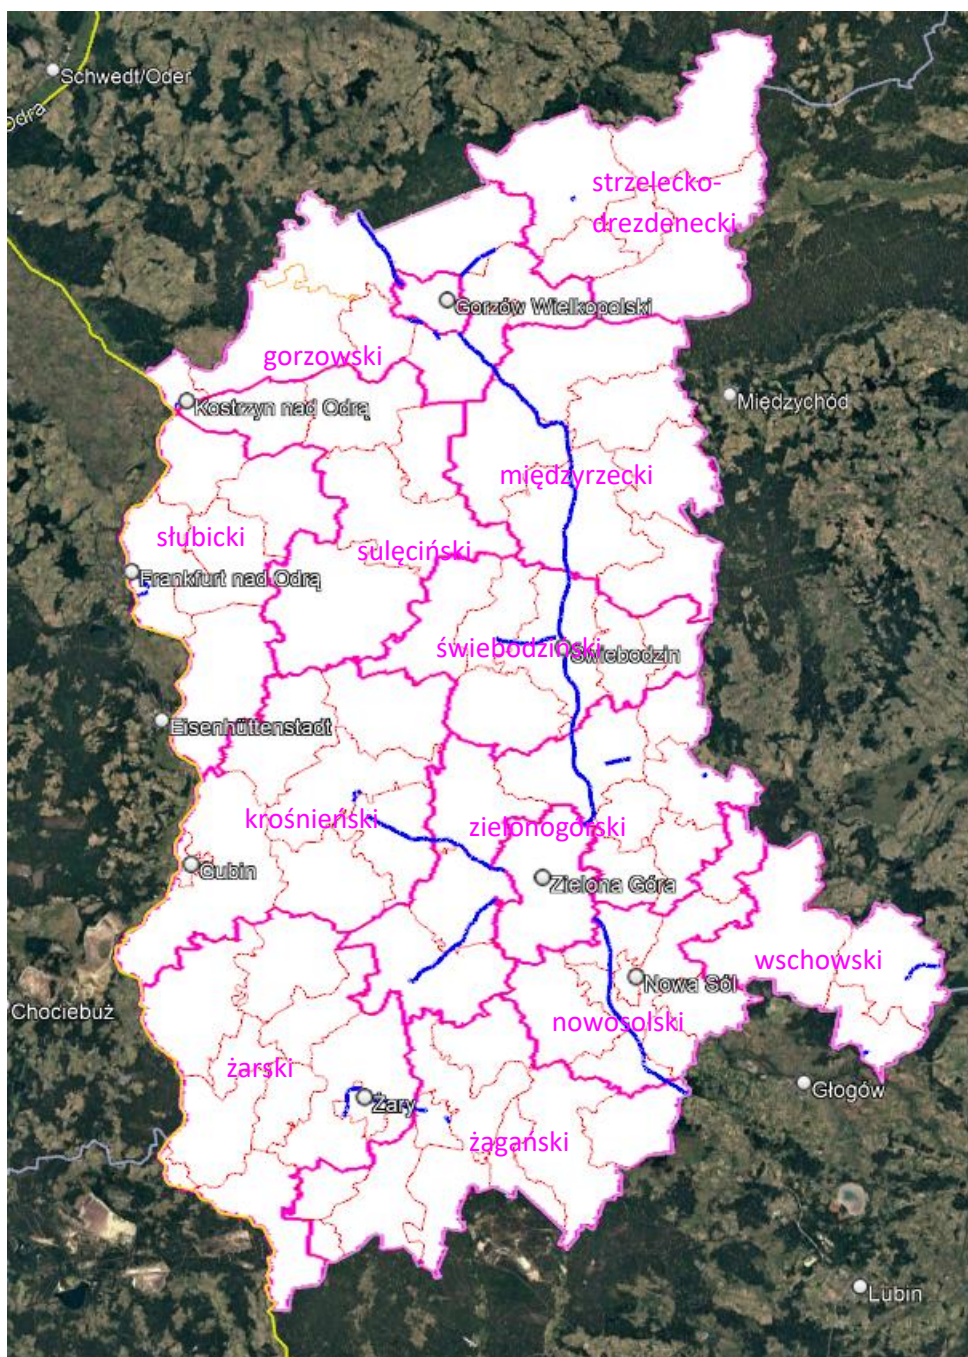 Schwedt/Oder
Odra
strzelecko-
drezdenecki
Gorzów Wielkopolski
gorzowski
Kostrzyn nad Odrą
Międzychód
międzyrzecki
słubicki
sulęciński
Frankfurt nad Odrą
świebodziński
Świebodzin
Eisenhüttenstadt
krośnieński
zielonogórski
Gubin
Zielona Góra
wschowski
Nowa Sól
Chociebuż
nowosolski
żarski
Żary
Głogów
żagański
Lubin